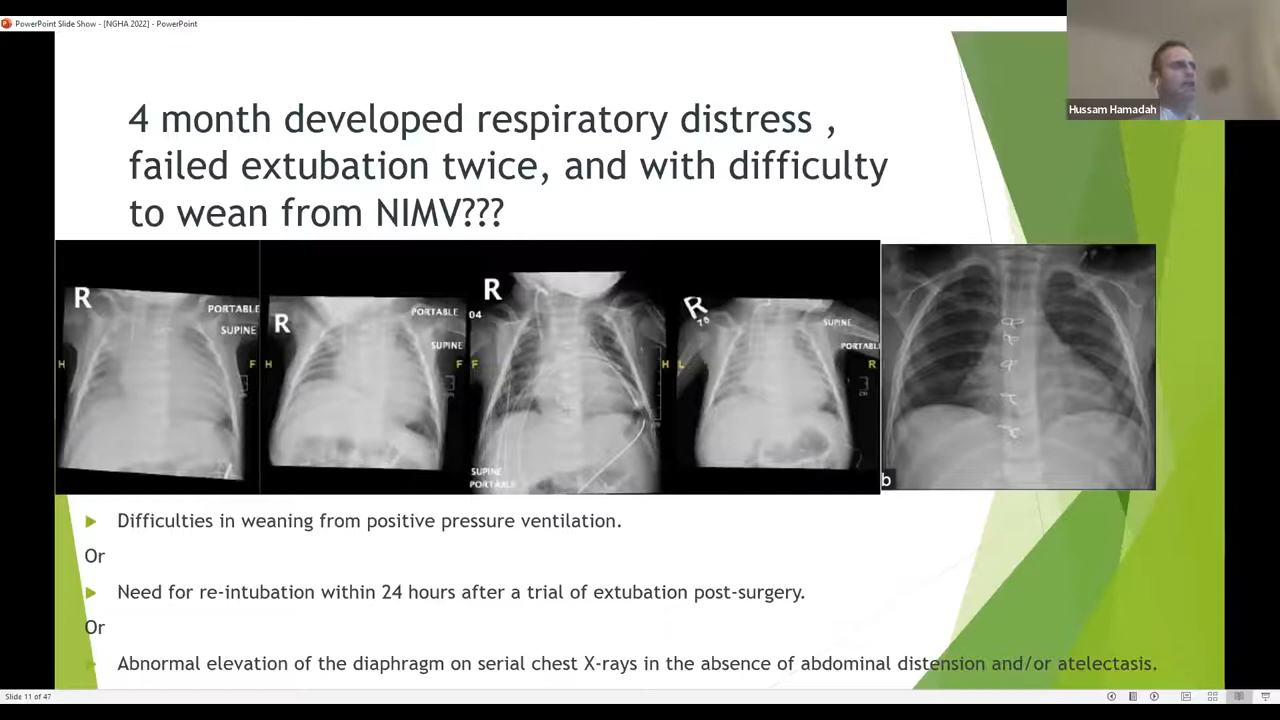 PowerPoint Slide Show - [NGHA 2022] - PowerPoint
Hussam Hamadah
4 month developed respiratory distress ,
failed extubation twice, and with difficulty
to wean from NIMV???
R
PORTABLE
SUPINE
H
F
R
PORTABLE
SUPINE
H
F
R
04
F
H
SUPINE
PORTABLE
R
SUPINE
PORTABLE
L
R
b
Difficulties in weaning from positive pressure ventilation.
Or
Need for re-intubation within 24 hours after a trial of extubation post-surgery.
Or
Abnormal elevation of the diaphragm on serial chest X-rays in the absence of abdominal distension and/or atelectasis.
Slide 11 of 47